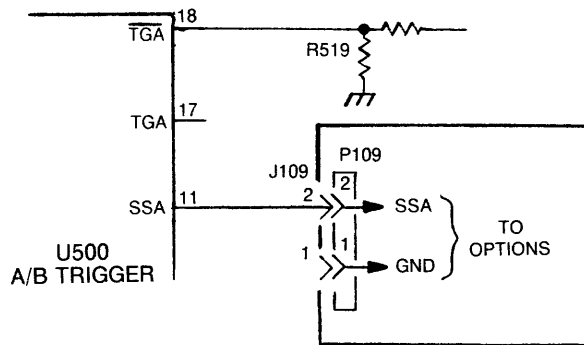 18
TGA
R519
17
TGA
J109
P109
2
2
11
SSA
SSA
TO
OPTIONS
U500
A/B TRIGGER
1
1
GND